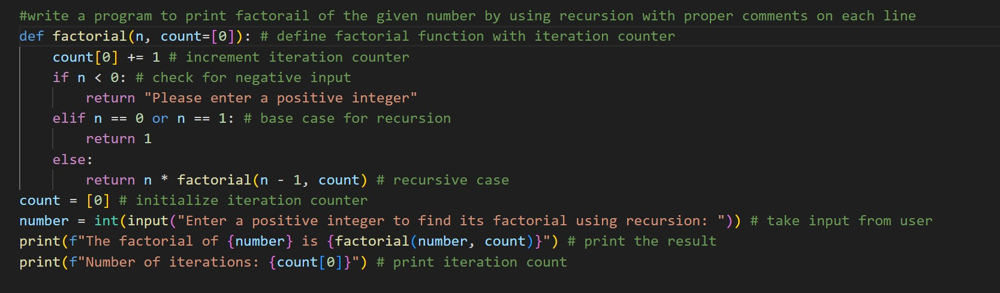 #write a program to print factorail of the given number by using recursion with proper comments on each line
def factorial(n, count=[0]): # define factorial function with iteration counter
    count[0] += 1 # increment iteration counter
    if n < 0: # check for negative input
        return "Please enter a positive integer"
    elif n == 0 or n == 1: # base case for recursion
        return 1
    else:
        return n * factorial(n - 1, count) # recursive case
count = [0] # initialize iteration counter
number = int(input("Enter a positive integer to find its factorial using recursion: ")) # take input from user
print(f"The factorial of {number} is {factorial(number, count)}") # print the result
print(f"Number of iterations: {count[0]}") # print iteration count